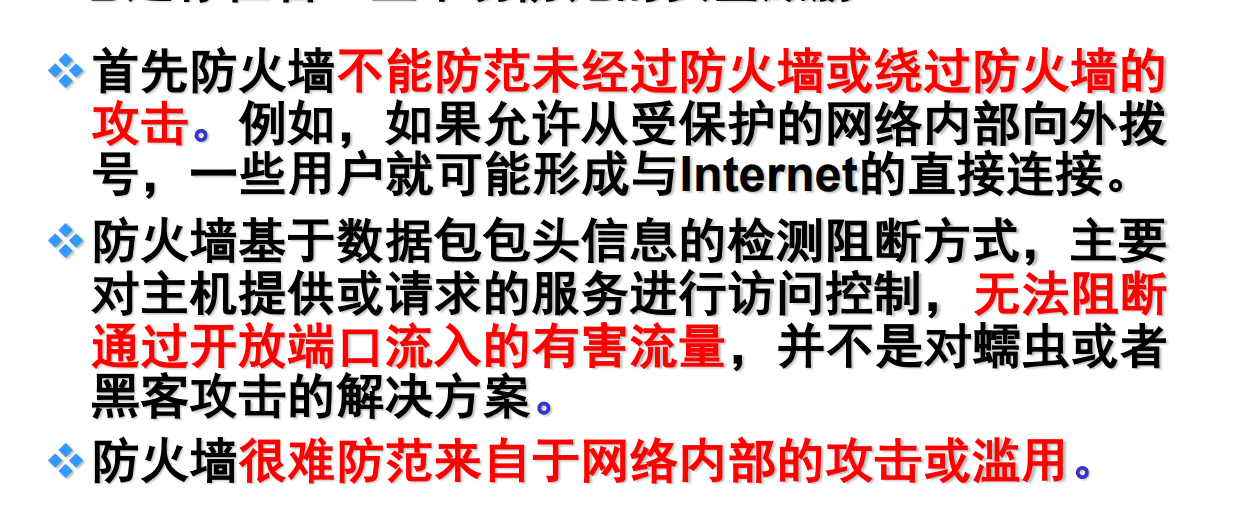 首先防火墙不能防范未经过防火墙或绕过防火墙的
攻击。例如，如果允许从受保护的网络内部向外拨
号，一些用户就可能形成与Internet的直接连接。
防火墙基于数据包包头信息的检测阻断方式，主要
对主机提供或请求的服务进行访问控制，无法阻断
通过开放端口流入的有害流量，并不是对蠕虫或者
黑客攻击的解决方案。
防火墙很难防范来自于网络内部的攻击或滥用。